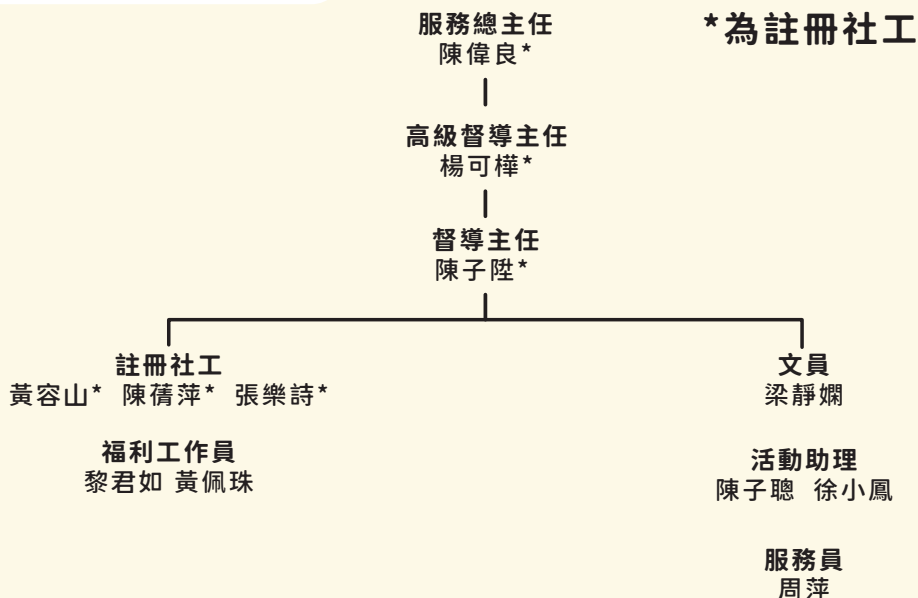 服務總主任
*為註冊社工
陳偉良*
高級督導主任
楊可樺*
督導主任
陳子陞*
註冊社工
黃容山* 陳蒨萍* 張樂詩*
福利工作員
黎君如 黃佩珠
文員
梁靜嫻
活動助理
陳子聰 徐小鳳
服務員
周萍